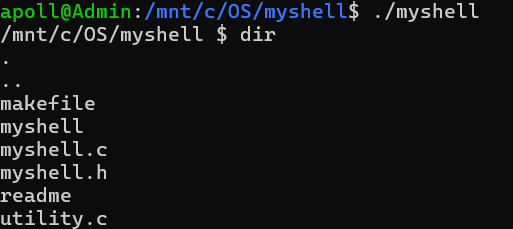 apoll@Admin:/mnt/c/OS/myshell$ ./myshell
/mnt/c/OS/myshell $ dir
.
..
makefile
myshell
myshell.c
myshell.h
readme
utility.c